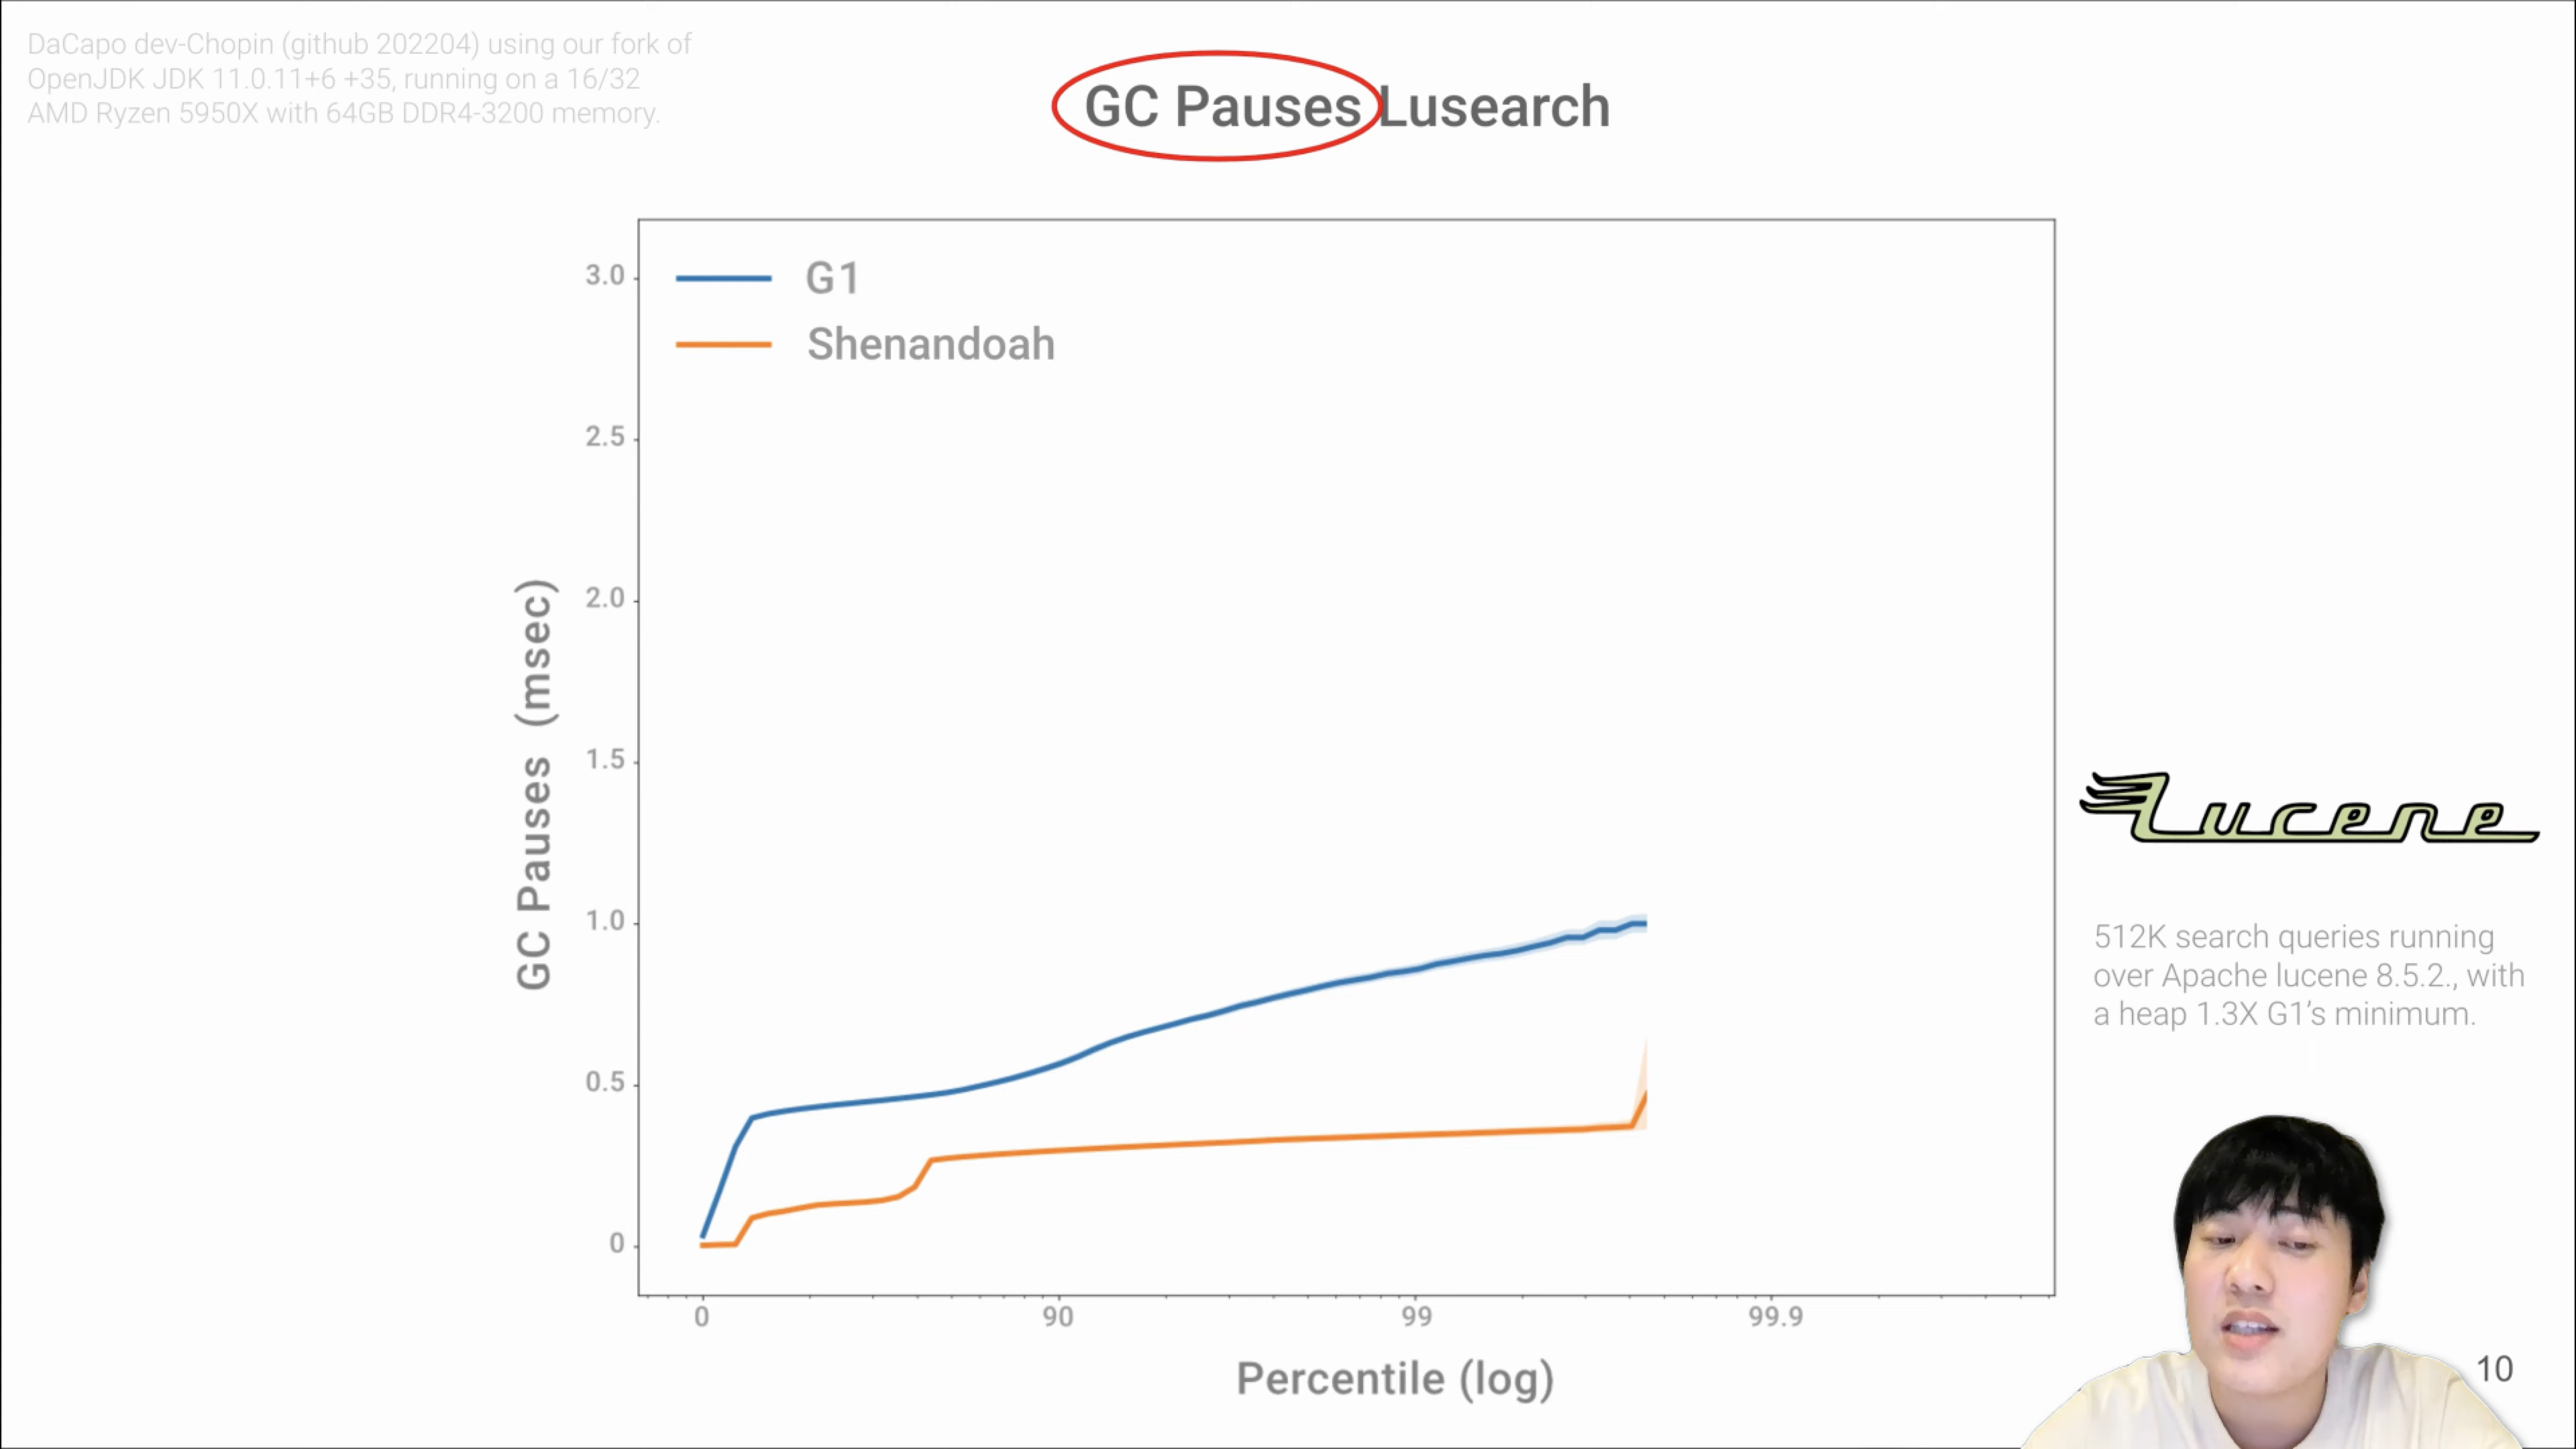 DaCapo dev-Chopin (github 202204) using our fork of
OpenJDK JDK 11.0.11+6 +35, running on a 16/32
AMD Ryzen 5950X with 64GB DDR4-3200 memory.
GC Pauses Lusearch
G1
Shenandoah
3.0
2.5
2.0
1.5
1.0
0.5
0
GC Pauses (msec)
0
90
99
99.9
Percentile (log)
Lucene
512K search queries running
over Apache lucene 8.5.2., with
a heap 1.3X G1’s minimum.
10